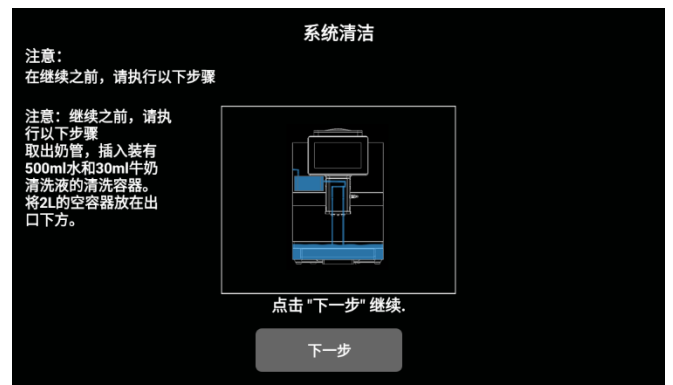 系统清洁
注意：
在继续之前，请执行以下步骤
注意：继续之前，请执
行以下步骤
取出奶管，插入装有
500ml水和30ml牛奶
清洗液的清洗容器。
将2L的空容器放在出
口下方。
点击 "下一步" 继续.
下一步